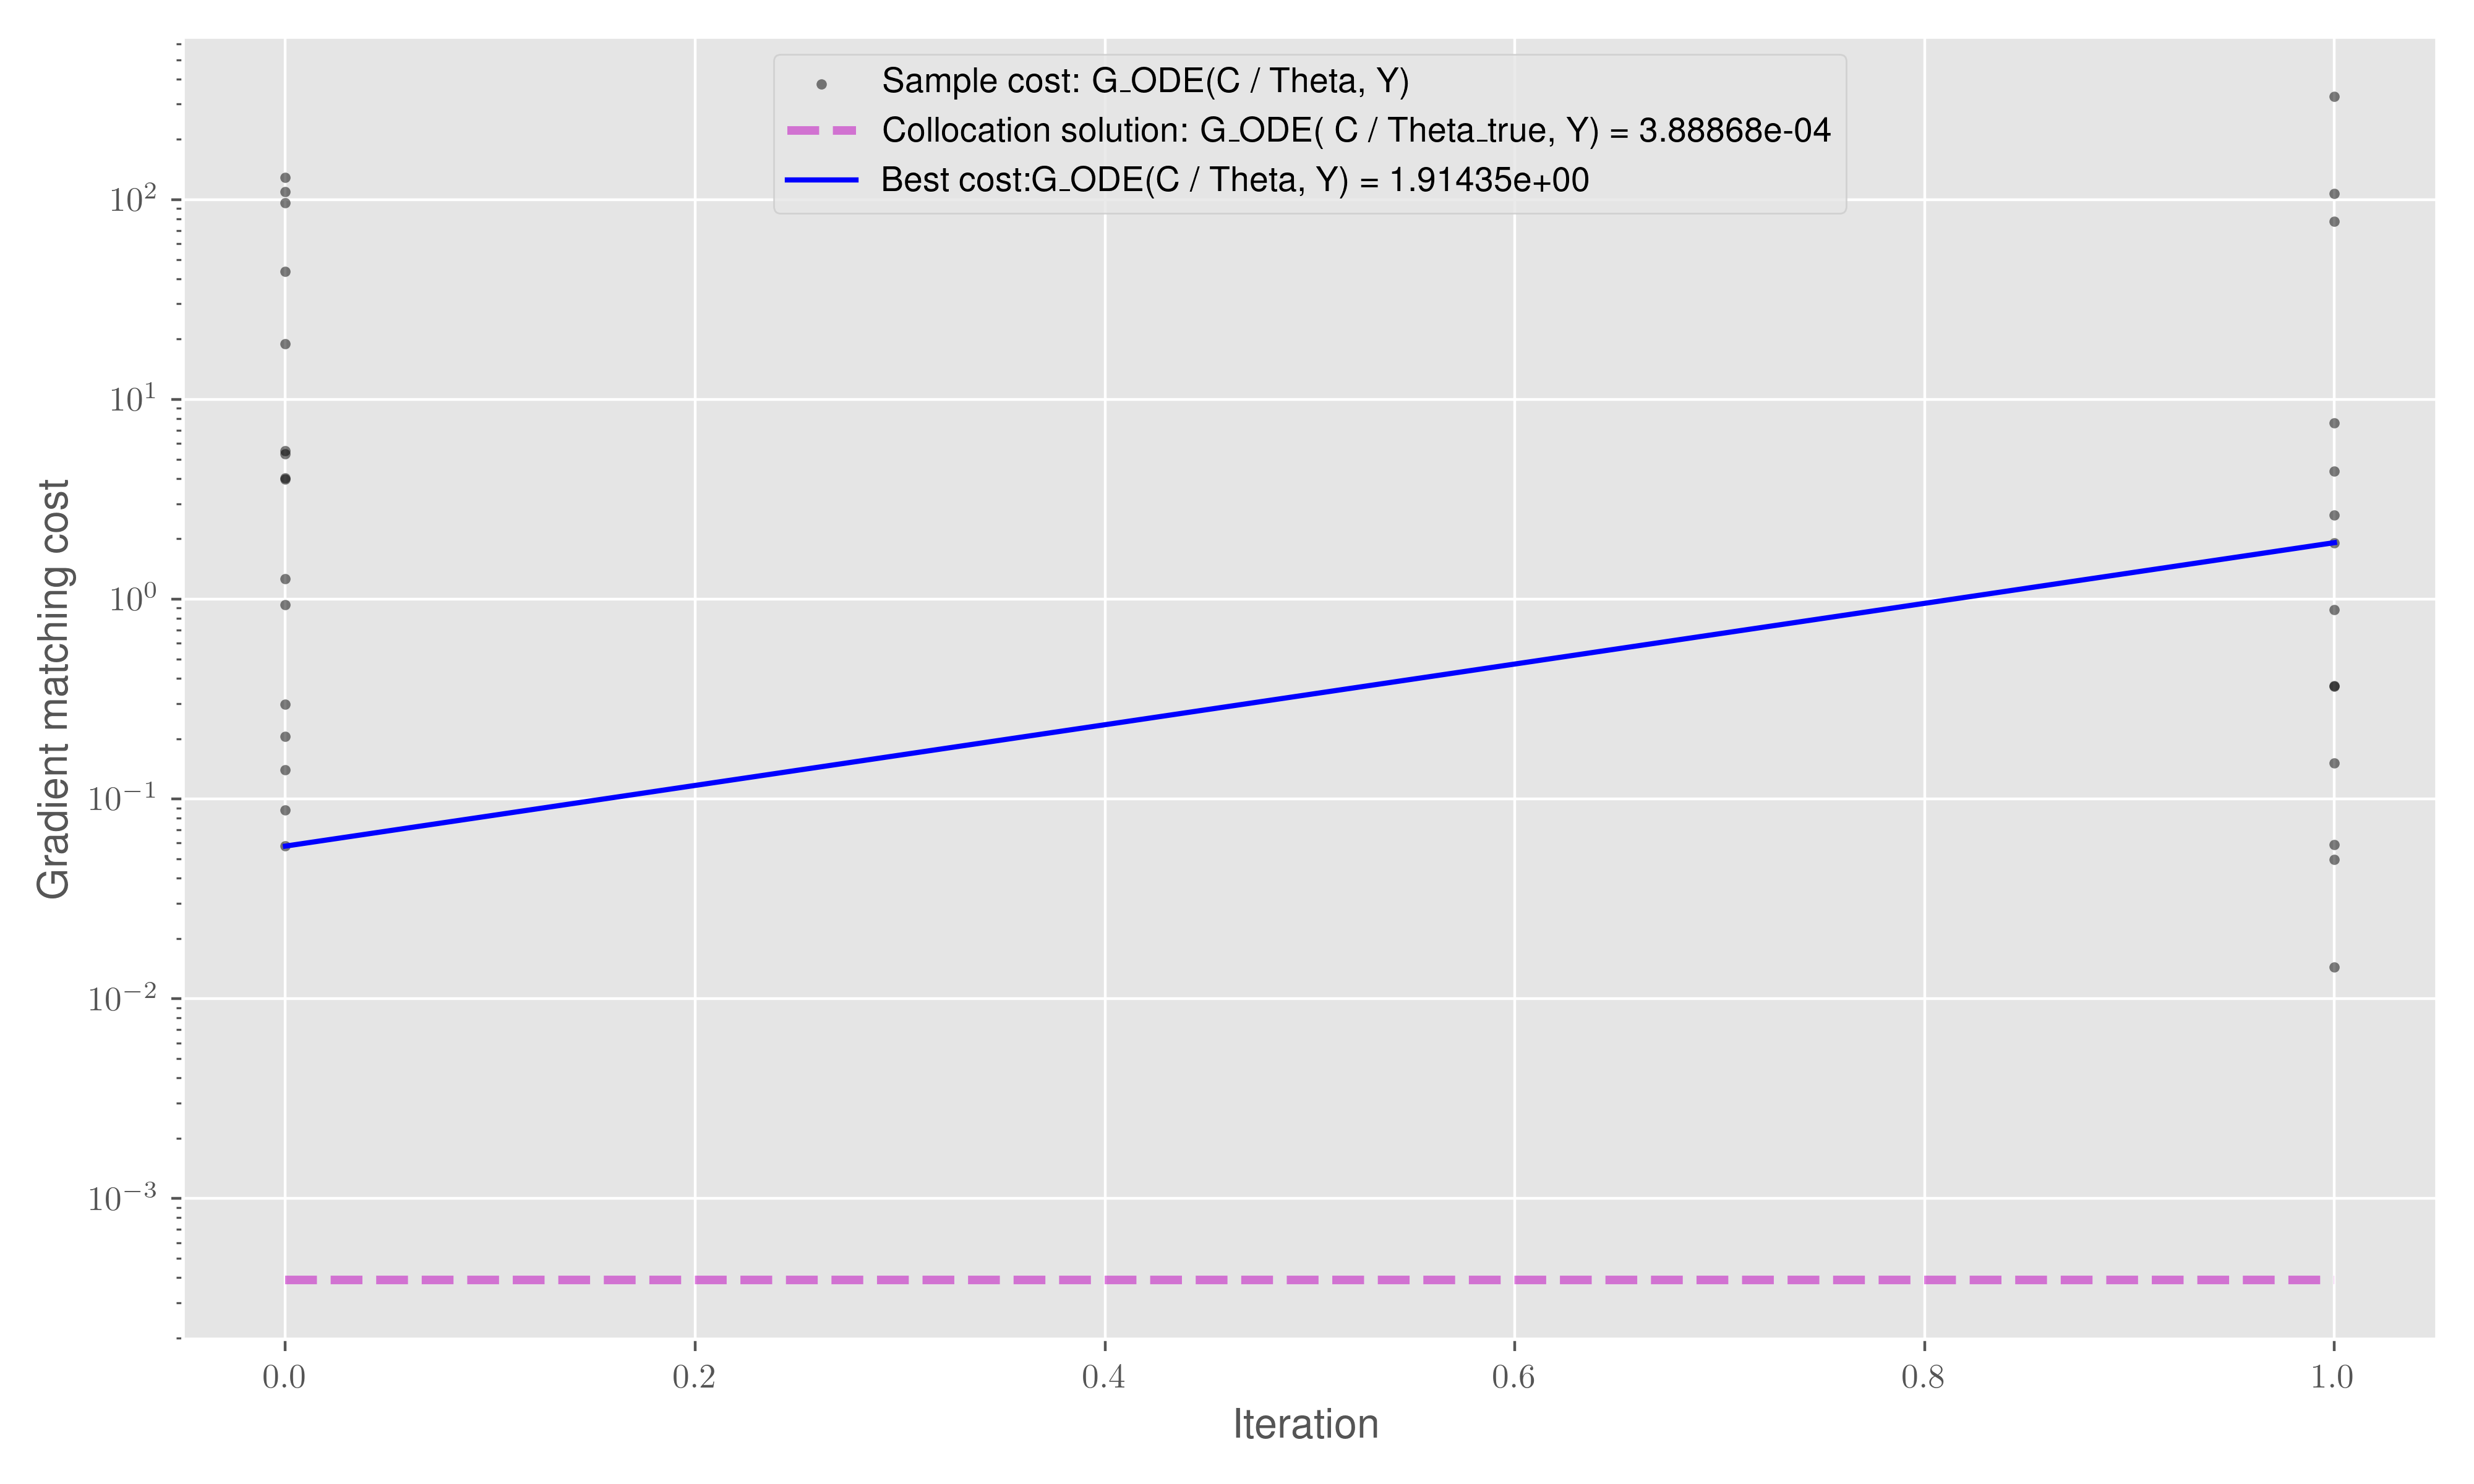 Sample cost: G_ODE(C / Theta, Y)
Collocation solution: G_ODE( C / Theta_true, Y) = 3.88868e-04
Best cost:G_ODE(C / Theta, Y) = 1.91435e+00
10^2
10^1
10^0
10^−1
10^−2
10^−3
Gradient matching cost
0.0 0.2 0.4 0.6 0.8 1.0
Iteration